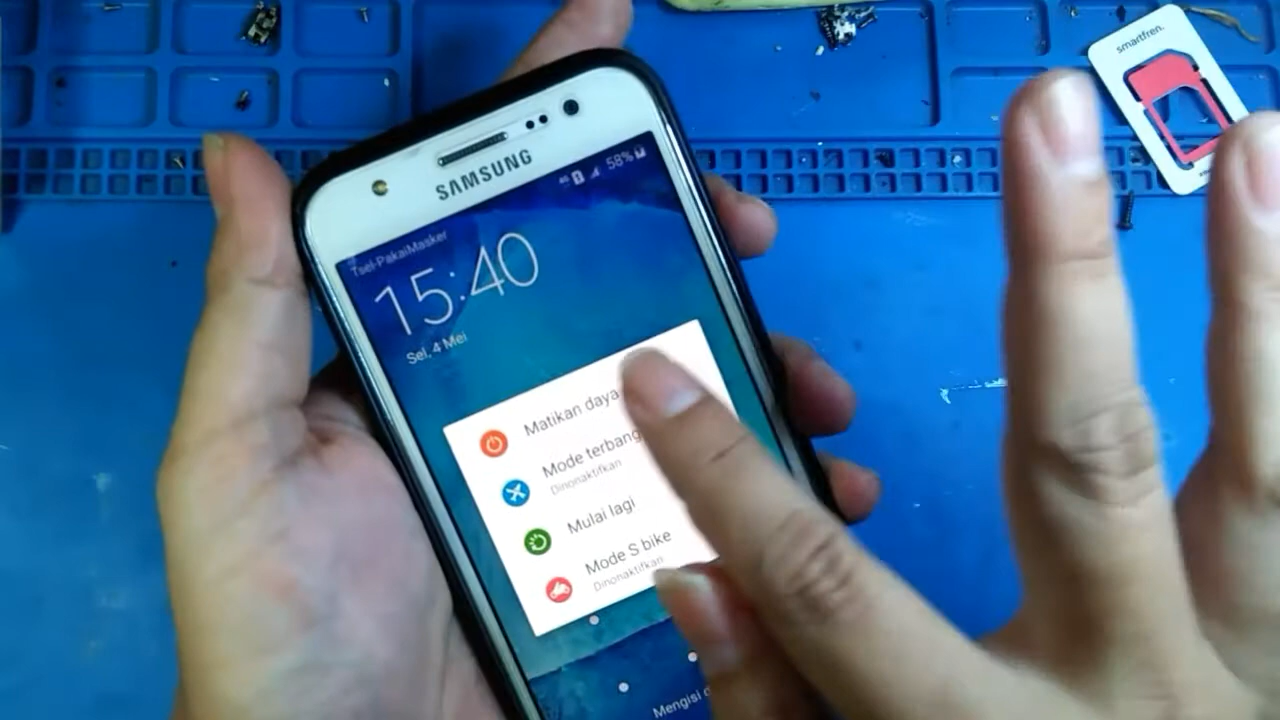 smartfren.
SAMSUNG
58%
Tsel-PakaiMasker
15:40
Sel, 4 Mei
Matikan daya
Mode terbang
Dinonaktifkan
Mulai lagi
Mode S bike
Dinonaktifkan
Mengisi